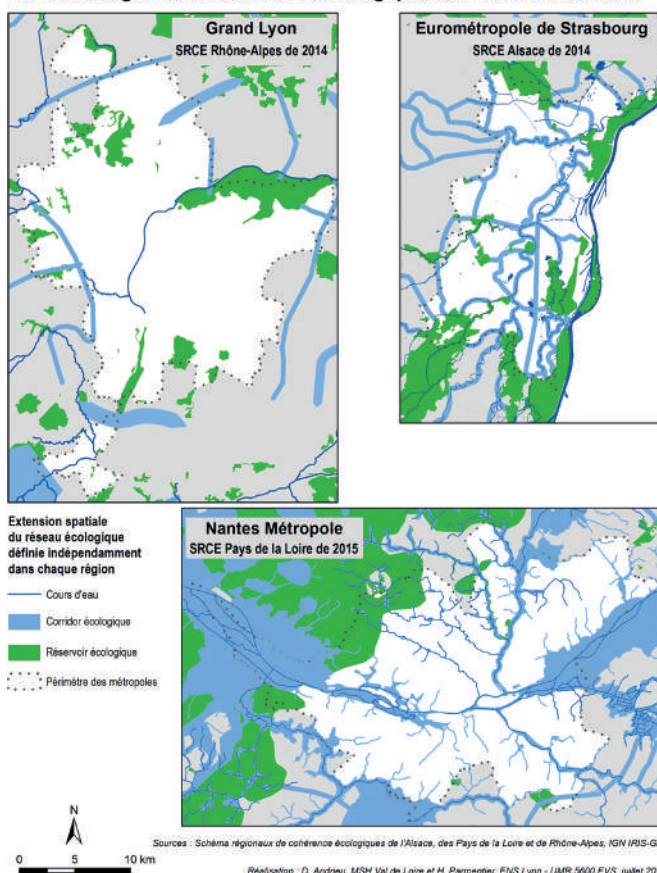 Grand Lyon
SRCE Rhône-Alpes de 2014
Eurométropole de Strasbourg
SRCE Alsace de 2014
Extension spatiale
du réseau écologique
définie indépendamment
dans chaque région
Cours d'eau
Corridor écologique
Réservoir écologique
Périmètre des métropoles
Nantes Métropole
SRCE Pays de la Loire de 2015
N
0 5 10 km
Sources : Schéma régionaux de cohérence écologiques de l'Alsace, des Pays de la Loire et de Rhône-Alpes, IGN IRIS-G
Réalisation : D. Andrieu, MSH Val de Loire et H. Parmentier, ENS Lyon - UMR 5600 EVS, juillet 20